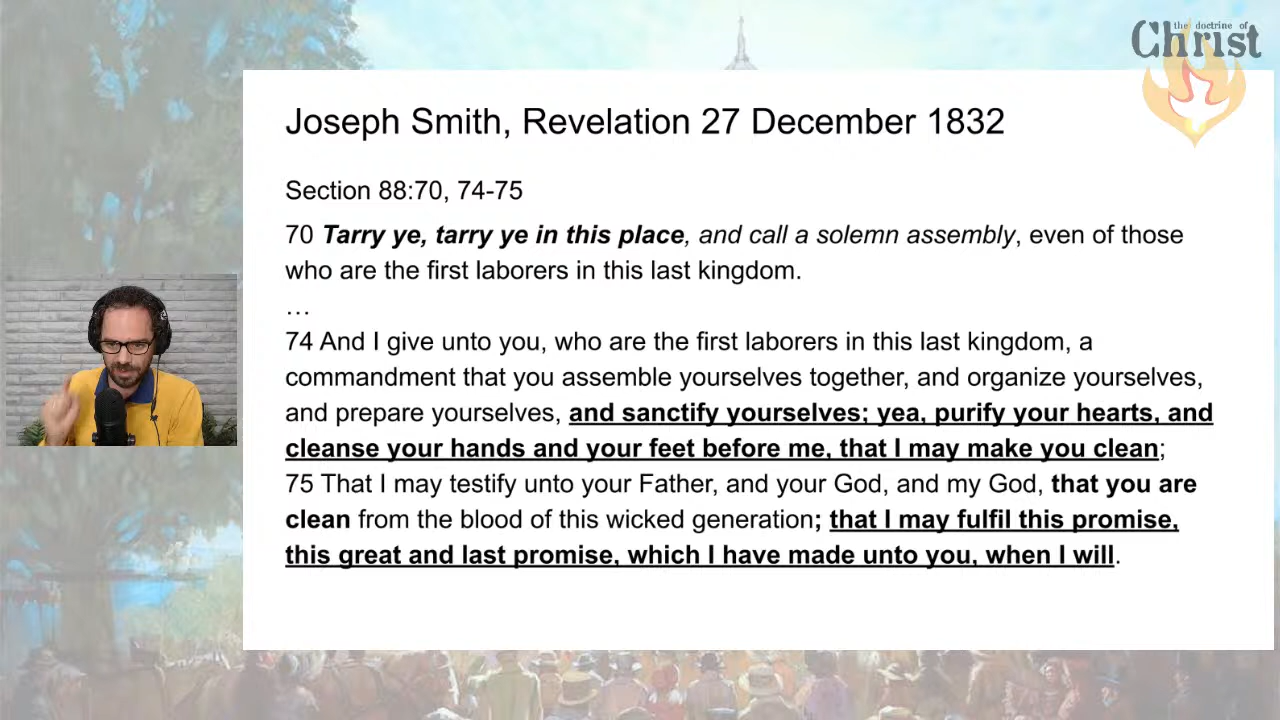 the doctrine of
Christ
Joseph Smith, Revelation 27 December 1832
Section 88:70, 74-75
70 Tarry ye, tarry ye in this place, and call a solemn assembly, even of those
who are the first laborers in this last kingdom.
…
74 And I give unto you, who are the first laborers in this last kingdom, a
commandment that you assemble yourselves together, and organize yourselves,
and prepare yourselves, and sanctify yourselves; yea, purify your hearts, and
cleanse your hands and your feet before me, that I may make you clean;
75 That I may testify unto your Father, and your God, and my God, that you are
clean from the blood of this wicked generation; that I may fulfil this promise,
this great and last promise, which I have made unto you, when I will.